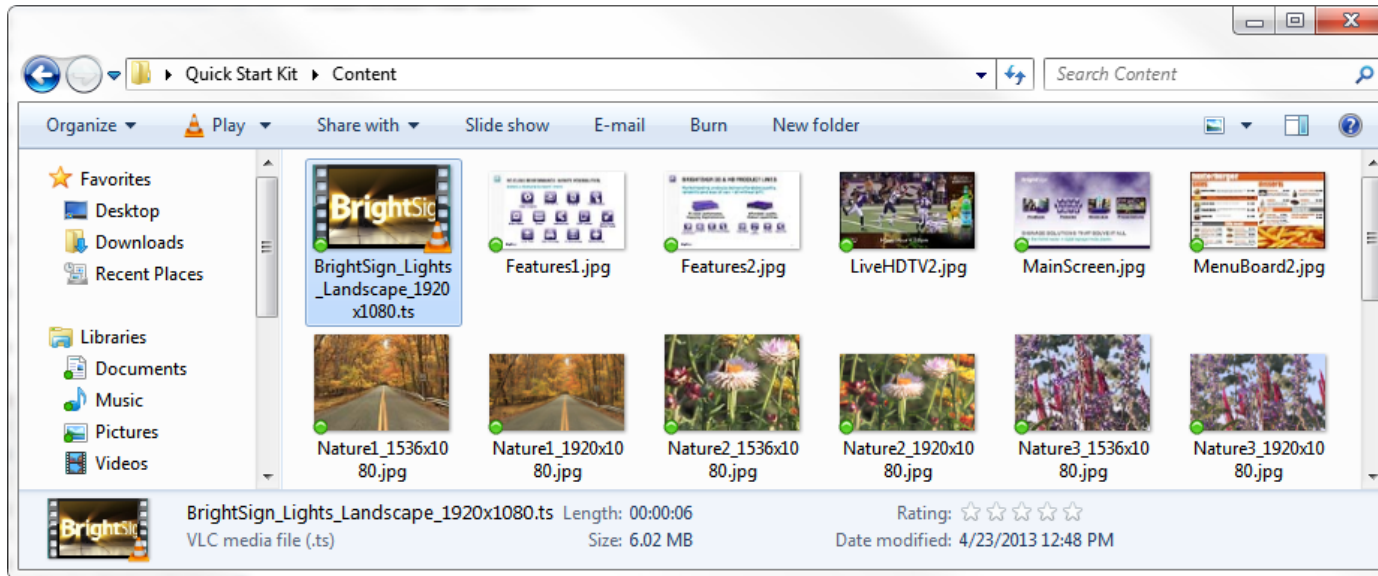 Quick Start Kit Content
Search Content
Organize Play Share with Slide show E-mail Burn New folder
Favorites
Desktop
Downloads
Recent Places
Libraries
Documents
Music
Pictures
Videos
BrightSig
BrightSign_Lights
_Landscape_1920
x1080.ts
Features1.jpg
Features2.jpg
LiveHDTV2.jpg
MainScreen.jpg
MenuBoard2.jpg
Nature1_1536x10
80.jpg
Nature1_1920x10
80.jpg
Nature2_1536x10
80.jpg
Nature2_1920x10
80.jpg
Nature3_1536x10
80.jpg
Nature3_1920x10
80.jpg
BrightSig
BrightSign_Lights_Landscape_1920x1080.ts Length: 00:00:06 Rating:
VLC media file (.ts) Size: 6.02 MB Date modified: 4/23/2013 12:48 PM